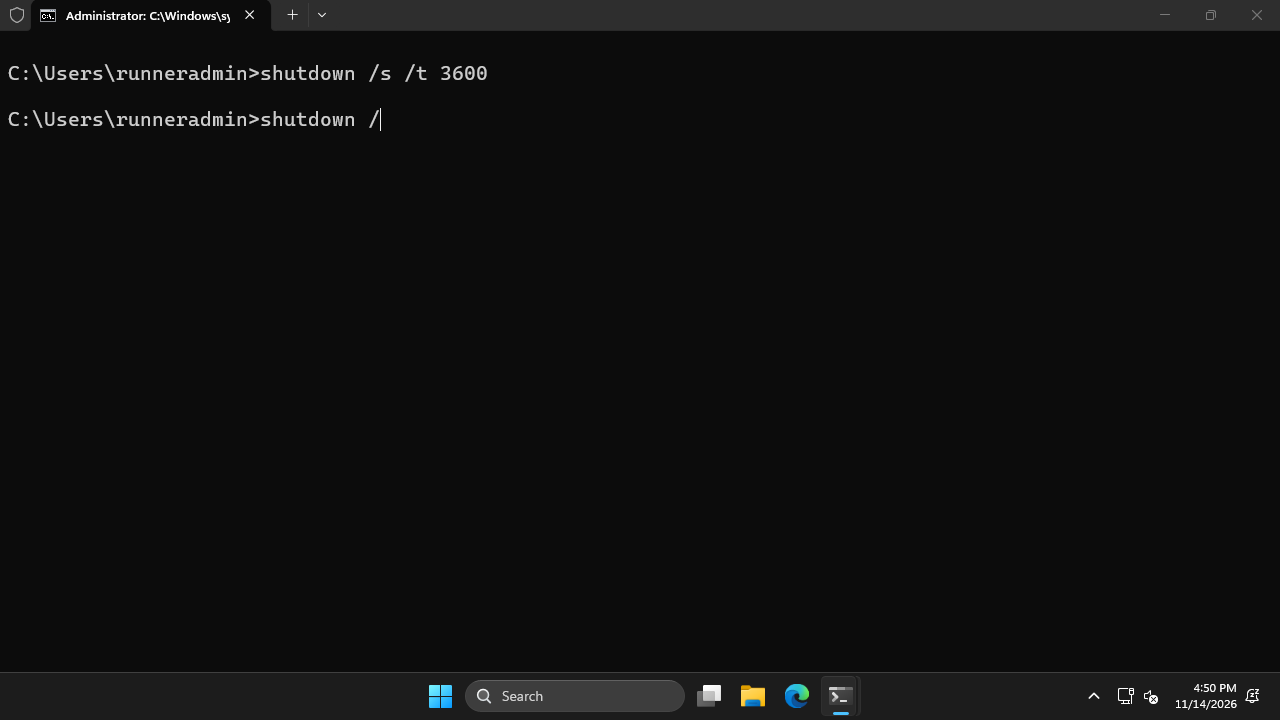 Administrator: C:\Windows\sy
C:\Users\runneradmin>shutdown /s /t 3600
C:\Users\runneradmin>shutdown /
Search
4:50 PM
11/14/2026